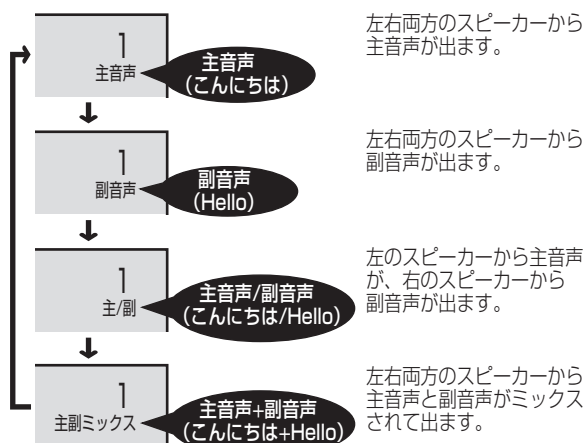 1
主音声
主音声
(こんにちは)
左右両方のスピーカーから
主音声が出ます。
1
副音声
副音声
(Hello)
左右両方のスピーカーから
副音声が出ます。
1
主/副
主音声/副音声
(こんにちは/Hello)
左のスピーカーから主音声
が、右のスピーカーから
副音声が出ます。
1
主副ミックス
主音声+副音声
(こんにちは+Hello)
左右両方のスピーカーから
主音声と副音声がミックス
されて出ます。